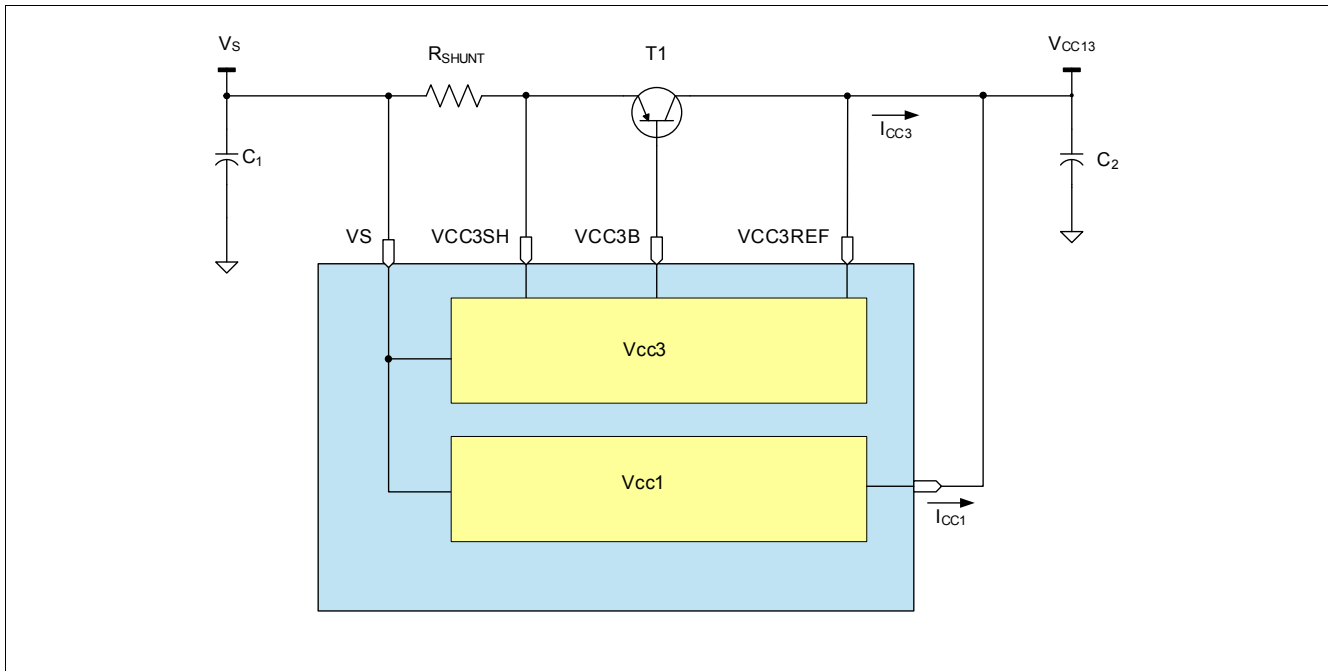 VS
RSHUNT
T1
VCC13
ICC3
C1
C2
VS
VCC3SH
VCC3B
VCC3REF
Vcc3
Vcc1
ICC1